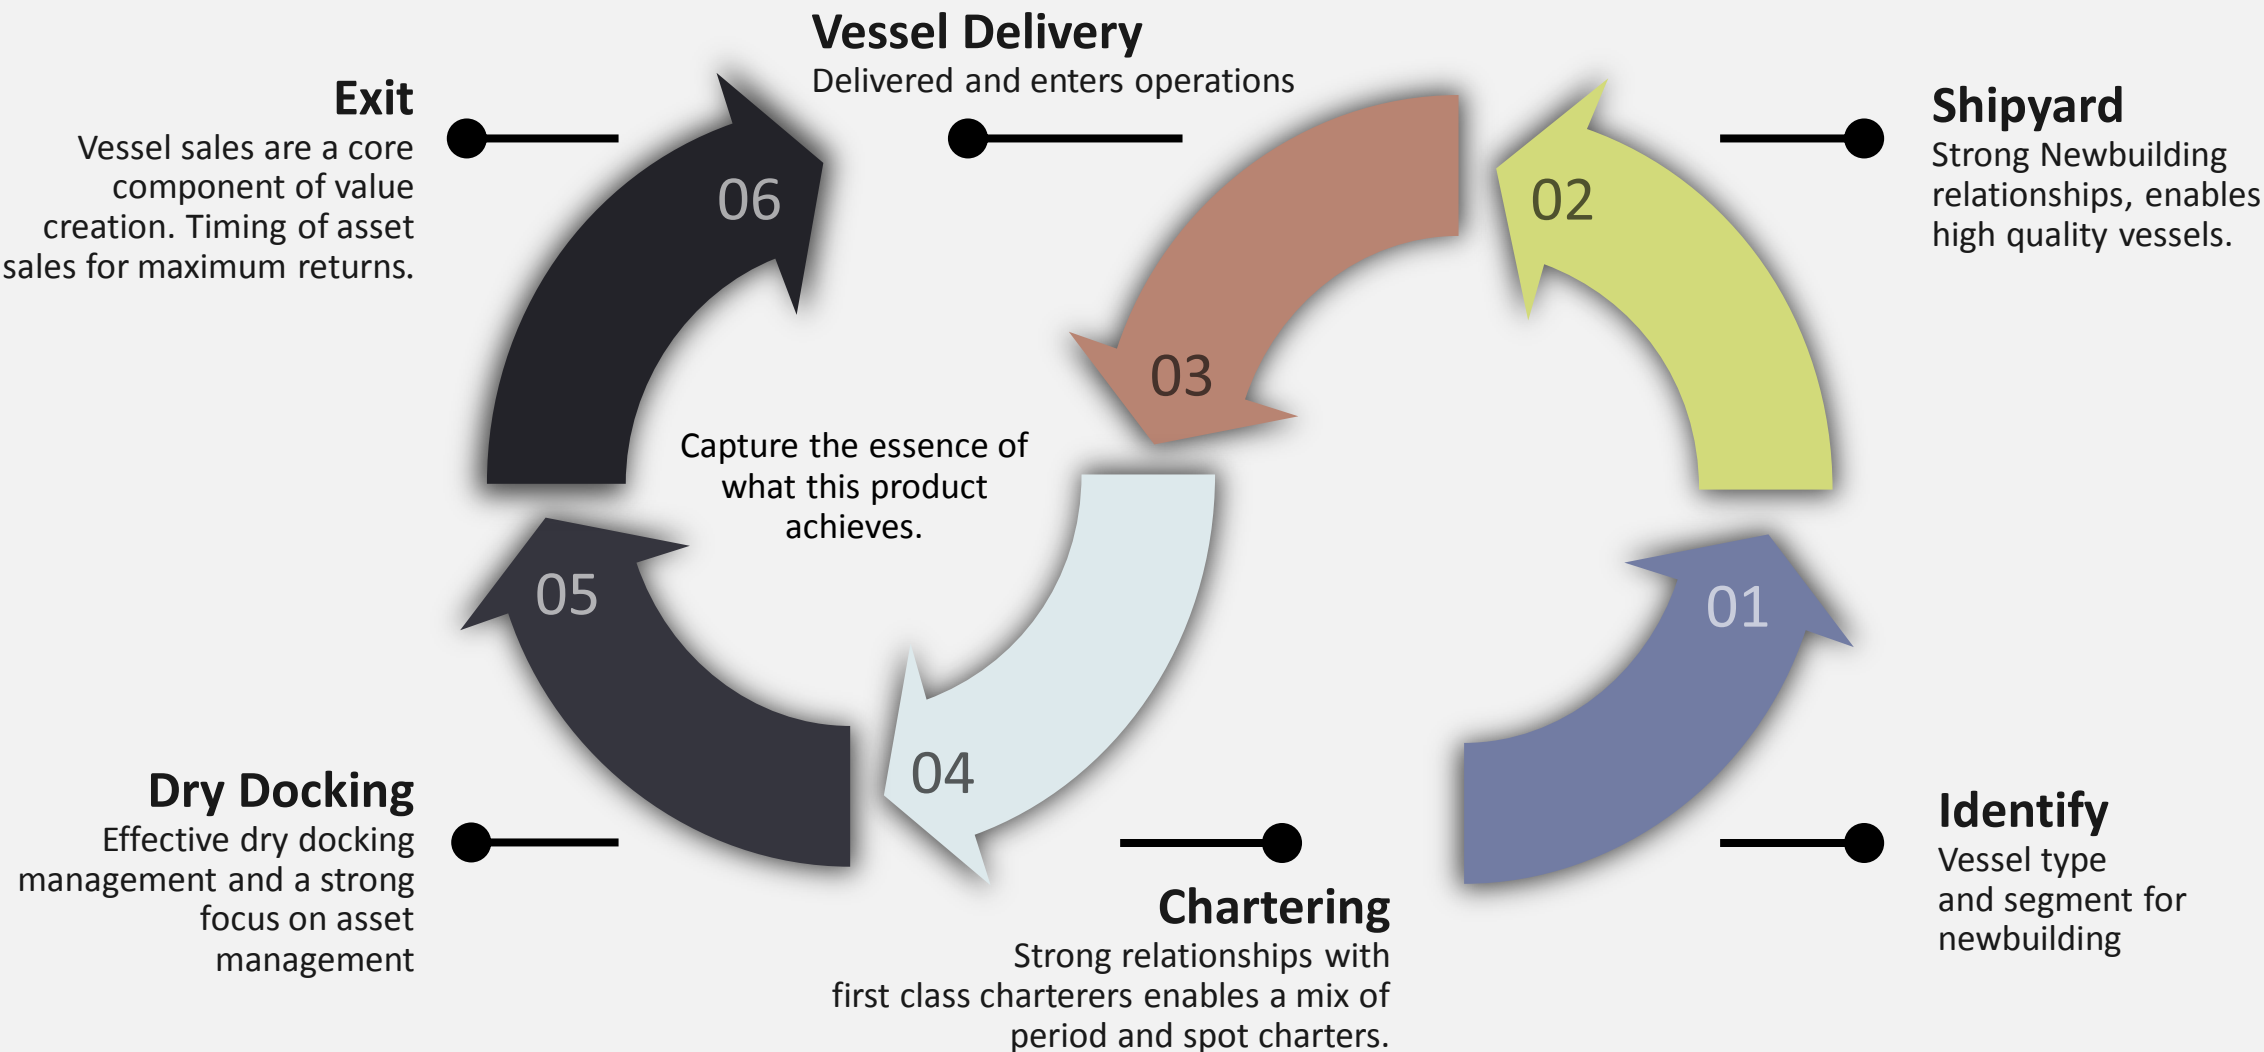 Vessel Delivery
Delivered and enters operations
Exit
Vessel sales are a core
component of value
creation. Timing of asset
sales for maximum returns.
Shipyard
Strong Newbuilding
relationships, enables
high quality vessels.
06
02
03
Capture the essence of
what this product
achieves.
05
01
04
Dry Docking
Effective dry docking
management and a strong
focus on asset
management
Chartering
Strong relationships with
first class charterers enables a mix of
period and spot charters.
Identify
Vessel type
and segment for
newbuilding